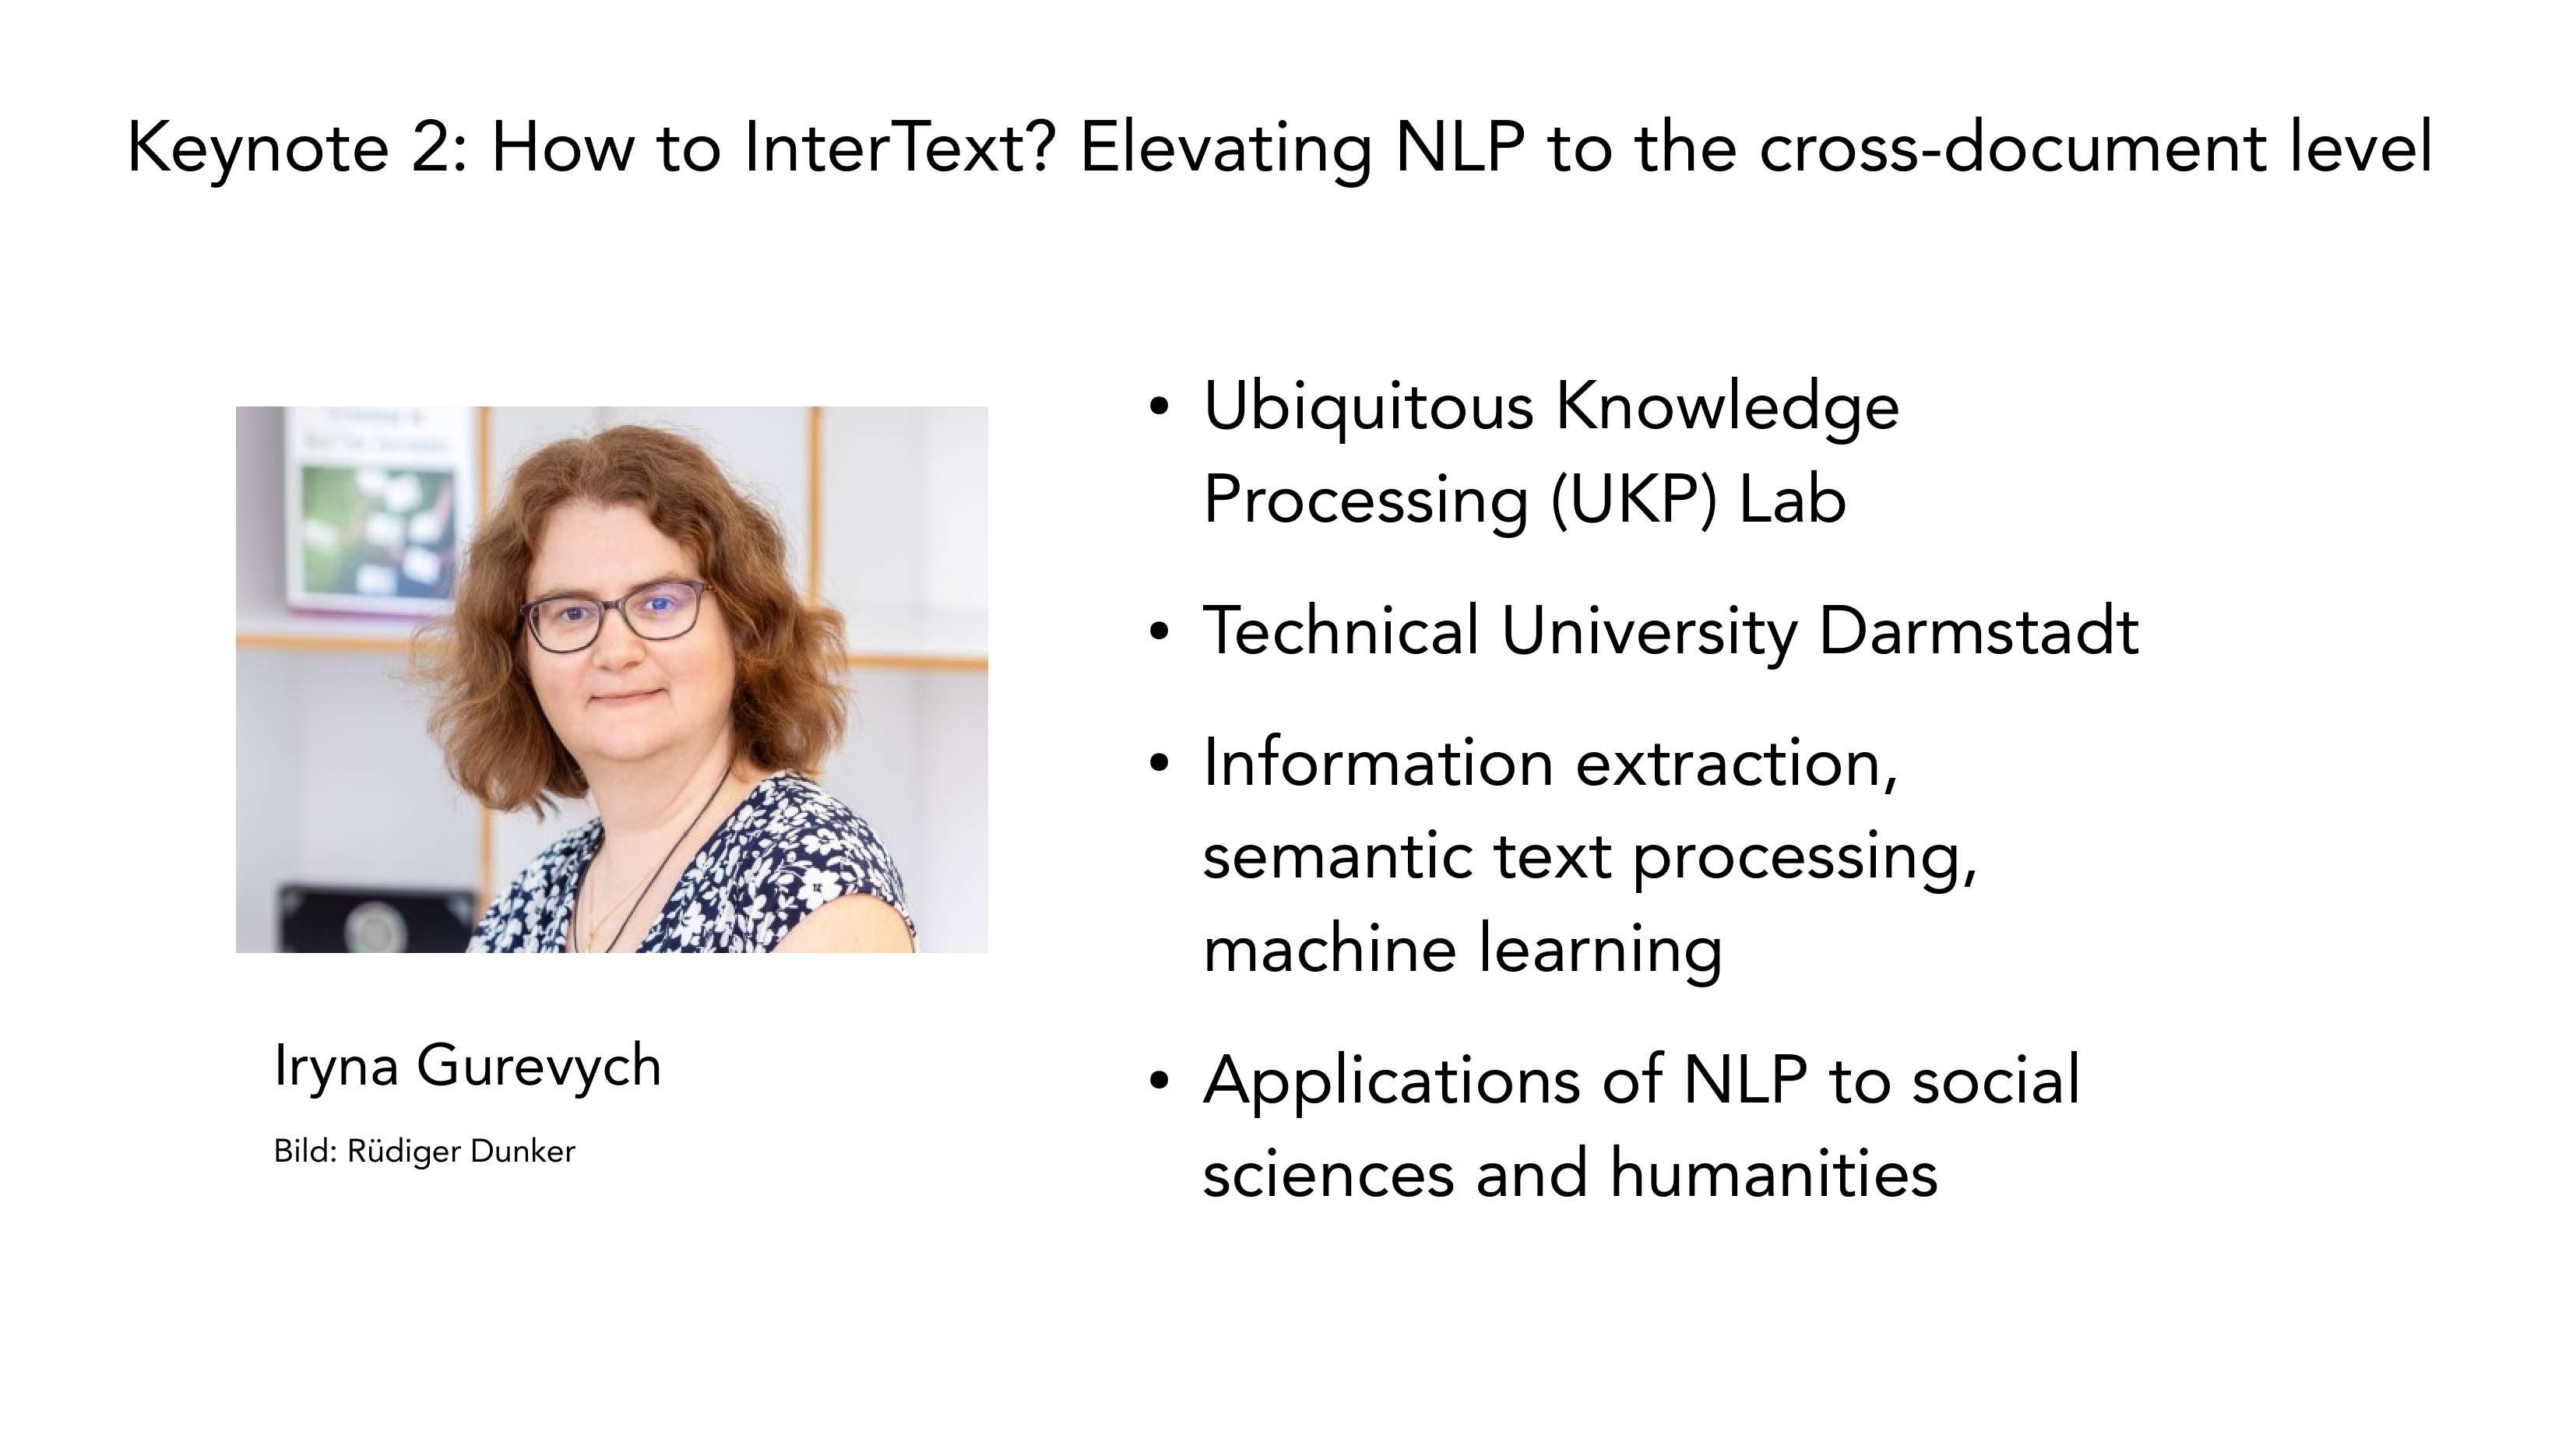 Keynote 2: How to InterText? Elevating NLP to the cross-document level
• Ubiquitous Knowledge
Processing (UKP) Lab
• Technical University Darmstadt
• Information extraction,
semantic text processing,
machine learning
• Applications of NLP to social
sciences and humanities
Iryna Gurevych
Bild: Rüdiger Dunker